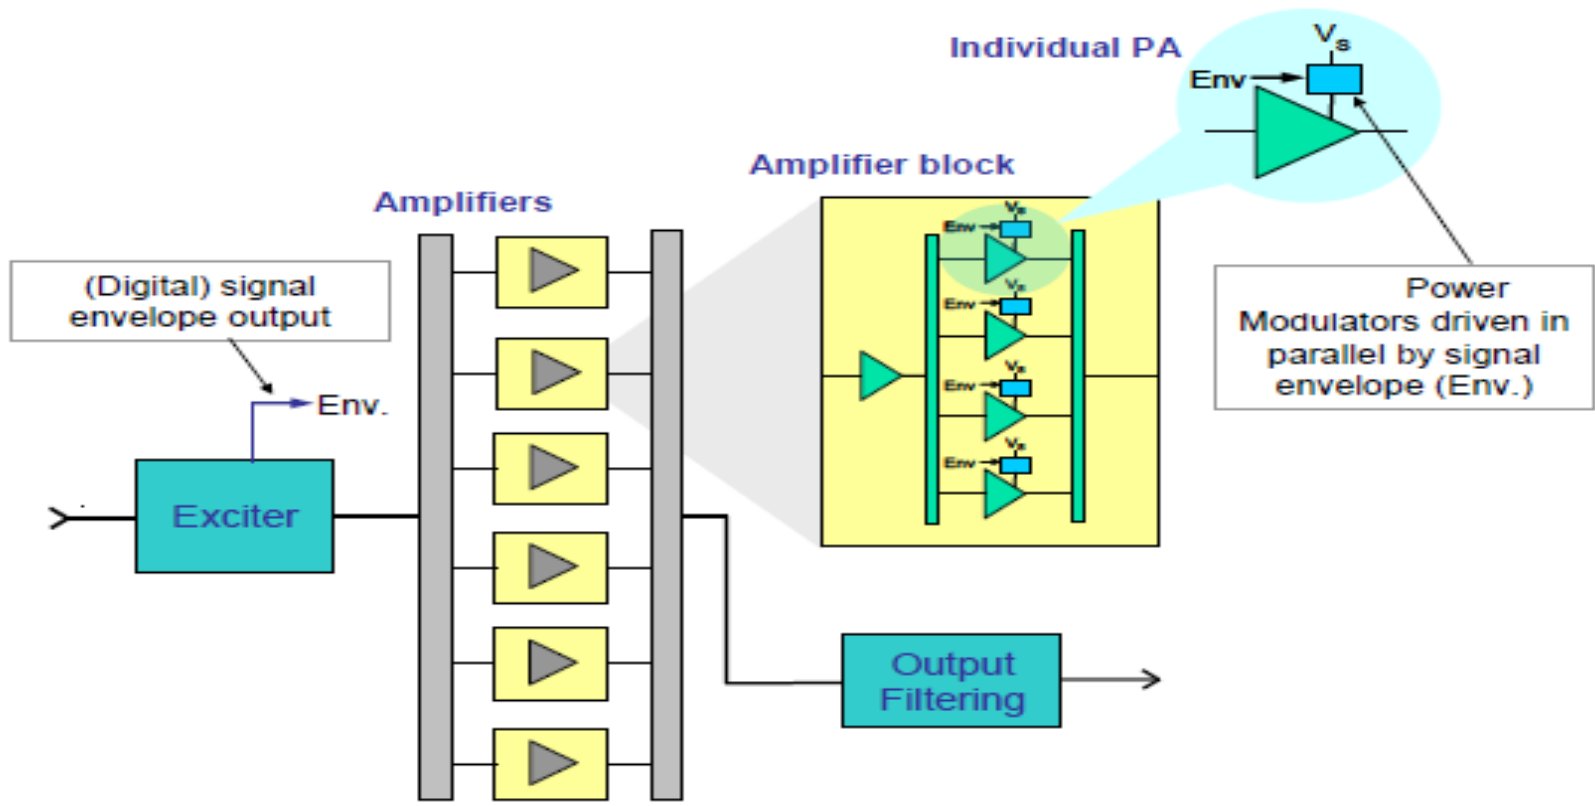 Individual PA
Vs
Env
Amplifier block
Amplifiers
Vs
Env
(Digital) signal
envelope output
Power
Modulators driven in
parallel by signal
envelope (Env.)
Vs
Env
Env.
Vs
Env
Vs
Env
Exciter
Output
Filtering